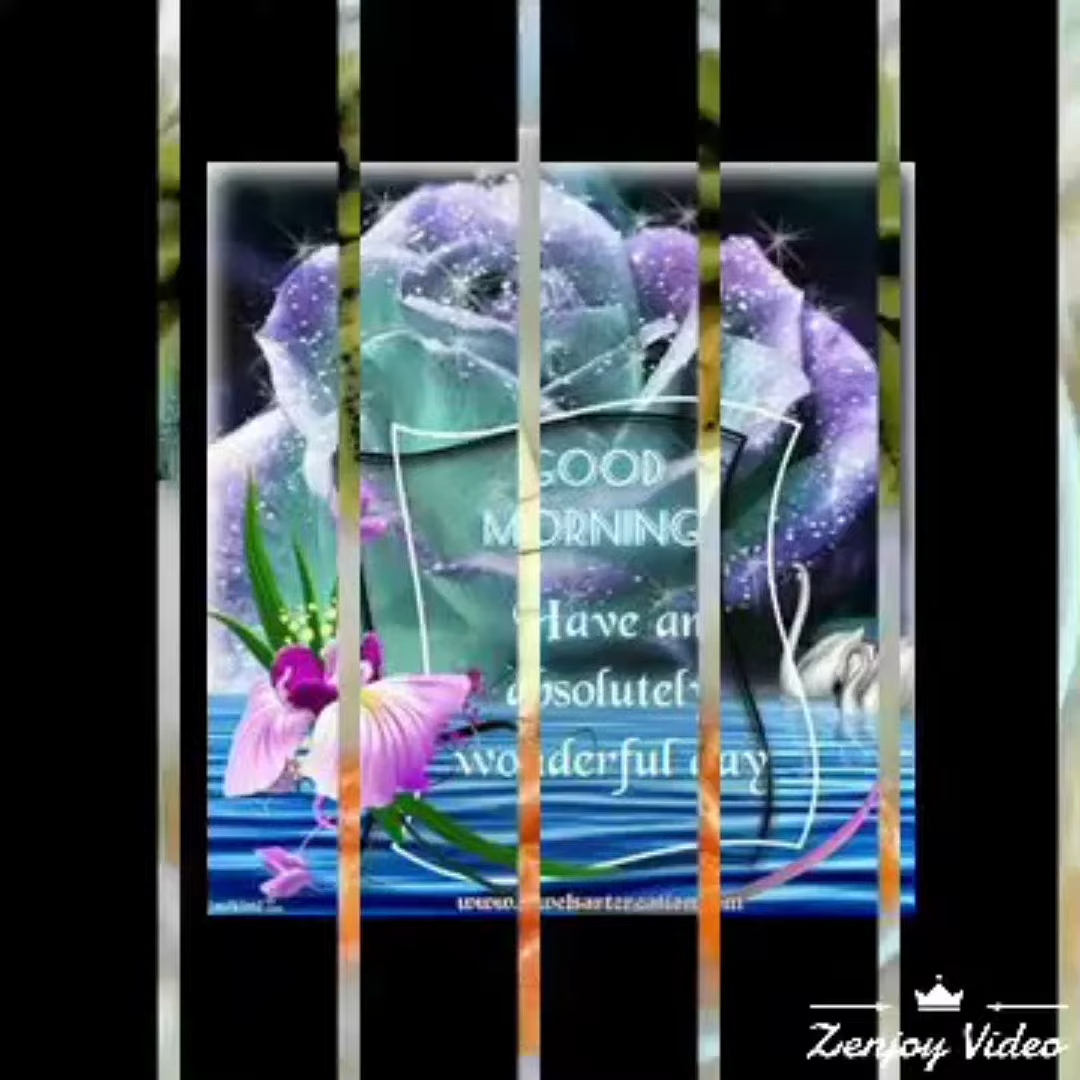 GOOD
MORNING
Have an
absolutely
wonderful day
Zenjoy Video